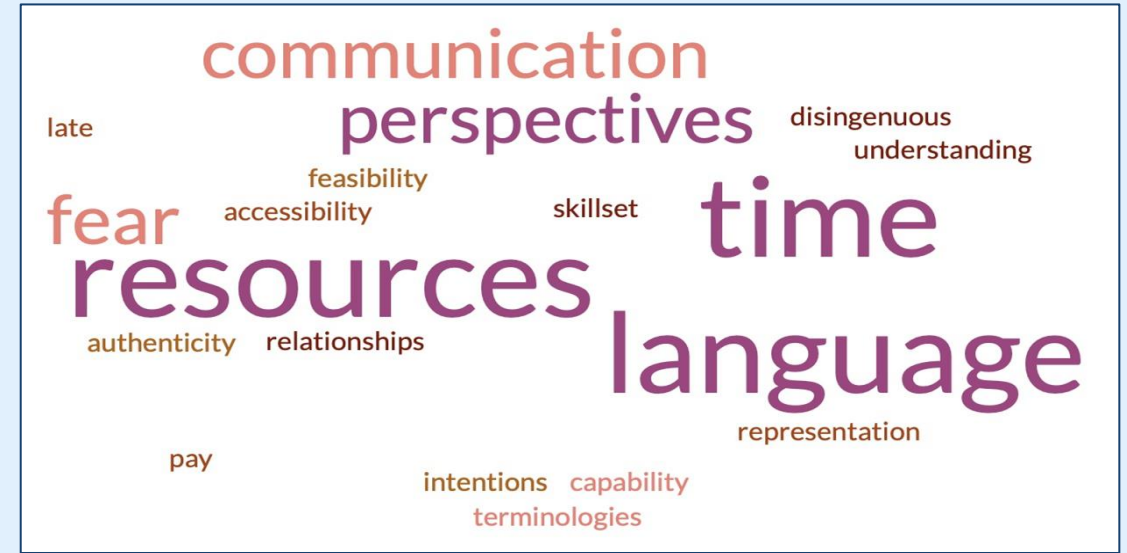 communication
perspectives
late
disingenuous
understanding
feasibility
fear
accessibility
skillset
time
resources
authenticity
relationships
language
representation
pay
intentions
capability
terminologies